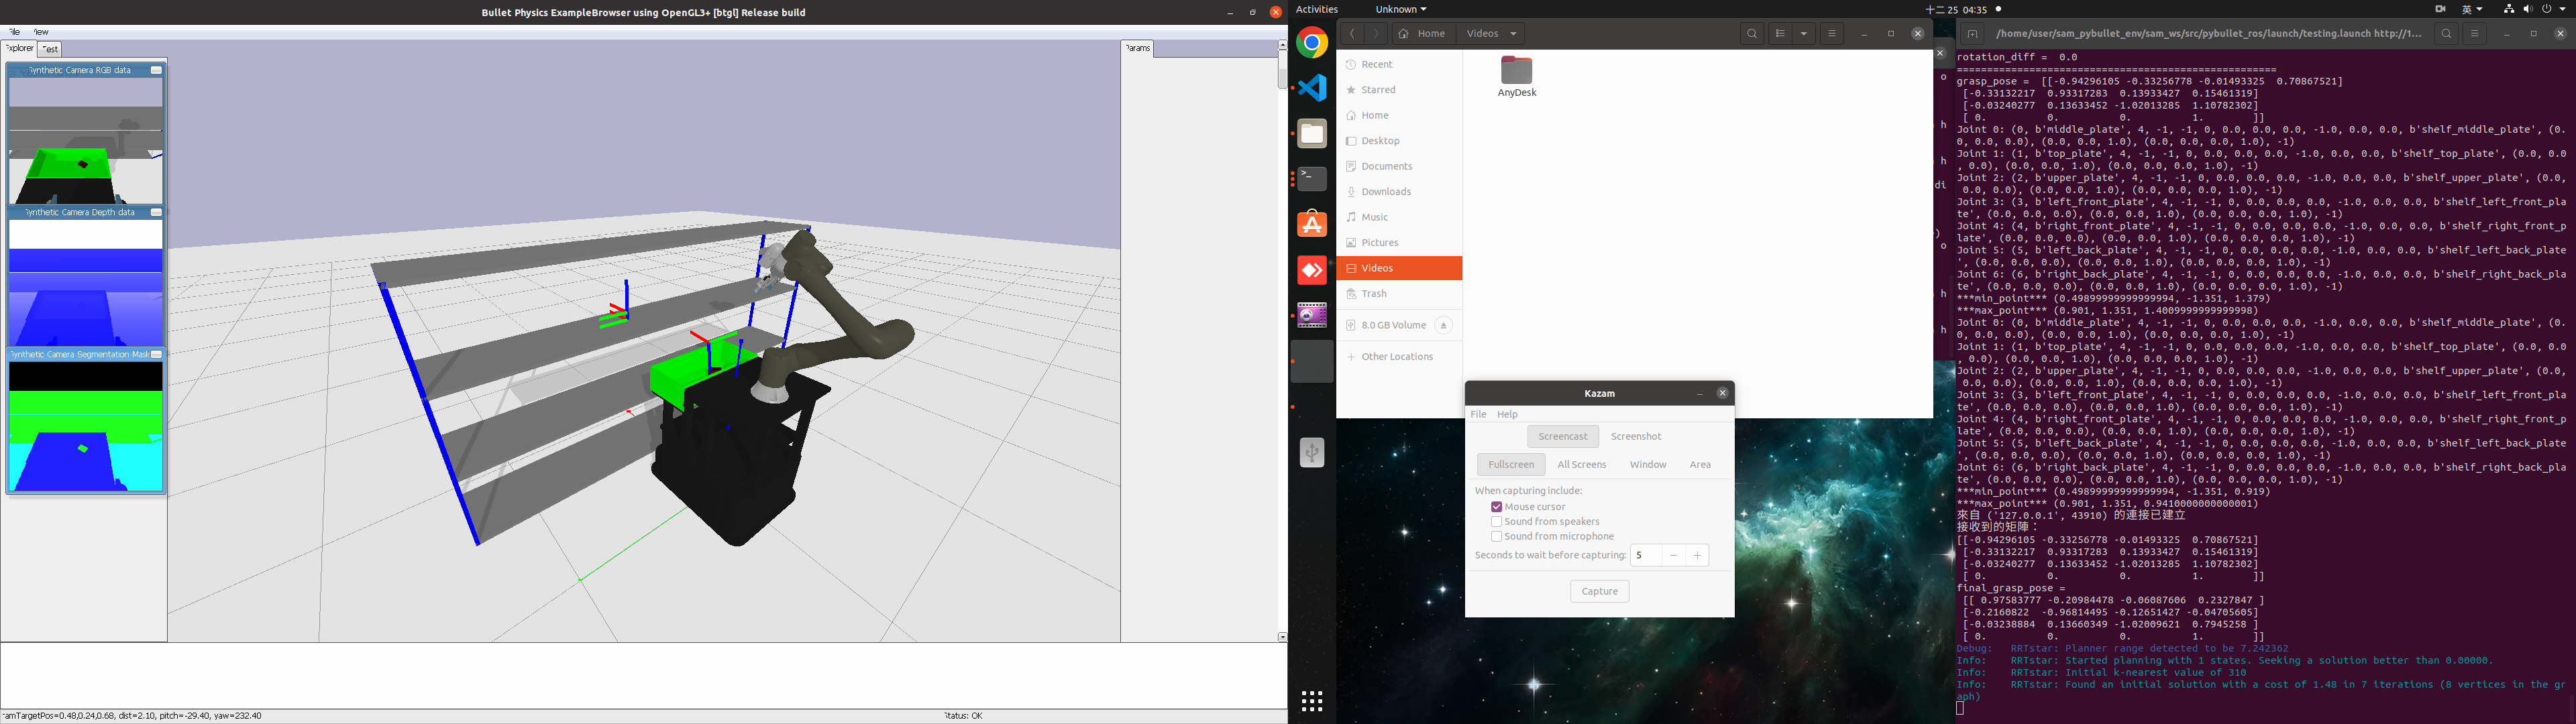 Bullet Physics ExampleBrowser using OpenGL3+ [btgl] Release build
Activities
Unknown
十二 25 04:35
英
File View
Explorer Test
Params
Synthetic Camera RGB data
Synthetic Camera Depth data
Synthetic Camera Segmentation Mask
amTargetPos=0.48,0.24,0.68, dist=2.10, pitch=-29.40, yaw=232.40
Status: OK
Home Videos
Recent
Starred
Home
Desktop
Documents
Downloads
Music
Pictures
Videos
Trash
8.0 GB Volume
Other Locations
AnyDesk
Kazam
File Help
Screencast Screenshot
Fullscreen All Screens Window Area
When capturing include:
Mouse cursor
Sound from speakers
Sound from microphone
Seconds to wait before capturing: 5
Capture
/home/user/sam_pybullet_env/sam_ws/src/pybullet_ros/launch/testing.launch http://1...
rotation_diff =  0.0
=====================================================
grasp_pose =  [[-0.94296105 -0.33256778 -0.01493325  0.70867521]
[-0.33132217  0.93317283  0.13933427  0.15461319]
[-0.03240277  0.13633452 -1.02013285  1.10782302]
[ 0.          0.          0.          1.        ]]
Joint 0: (0, b'middle_plate', 4, -1, -1, 0, 0.0, 0.0, 0.0, -1.0, 0.0, 0.0, b'shelf_middle_plate', (0.
0, 0.0, 0.0), (0.0, 0.0, 1.0), (0.0, 0.0, 0.0, 1.0), -1)
Joint 1: (1, b'top_plate', 4, -1, -1, 0, 0.0, 0.0, 0.0, -1.0, 0.0, 0.0, b'shelf_top_plate', (0.0, 0.0
, 0.0), (0.0, 0.0, 1.0), (0.0, 0.0, 0.0, 1.0), -1)
Joint 2: (2, b'upper_plate', 4, -1, -1, 0, 0.0, 0.0, 0.0, -1.0, 0.0, 0.0, b'shelf_upper_plate', (0.0,
0.0, 0.0), (0.0, 0.0, 1.0), (0.0, 0.0, 0.0, 1.0), -1)
Joint 3: (3, b'left_front_plate', 4, -1, -1, 0, 0.0, 0.0, 0.0, -1.0, 0.0, 0.0, b'shelf_left_front_pla
te', (0.0, 0.0, 0.0), (0.0, 0.0, 1.0), (0.0, 0.0, 0.0, 1.0), -1)
Joint 4: (4, b'right_front_plate', 4, -1, -1, 0, 0.0, 0.0, 0.0, -1.0, 0.0, 0.0, b'shelf_right_front_p
late', (0.0, 0.0, 0.0), (0.0, 0.0, 1.0), (0.0, 0.0, 0.0, 1.0), -1)
Joint 5: (5, b'left_back_plate', 4, -1, -1, 0, 0.0, 0.0, 0.0, -1.0, 0.0, 0.0, b'shelf_left_back_plate
', (0.0, 0.0, 0.0), (0.0, 0.0, 1.0), (0.0, 0.0, 0.0, 1.0), -1)
Joint 6: (6, b'right_back_plate', 4, -1, -1, 0, 0.0, 0.0, 0.0, -1.0, 0.0, 0.0, b'shelf_right_back_pla
te', (0.0, 0.0, 0.0), (0.0, 0.0, 1.0), (0.0, 0.0, 0.0, 1.0), -1)
***min_point*** (0.49899999999999994, -1.351, 1.379)
***max_point*** (0.901, 1.351, 1.4009999999999998)
Joint 0: (0, b'middle_plate', 4, -1, -1, 0, 0.0, 0.0, 0.0, -1.0, 0.0, 0.0, b'shelf_middle_plate', (0.
0, 0.0, 0.0), (0.0, 0.0, 1.0), (0.0, 0.0, 0.0, 1.0), -1)
Joint 1: (1, b'top_plate', 4, -1, -1, 0, 0.0, 0.0, 0.0, -1.0, 0.0, 0.0, b'shelf_top_plate', (0.0, 0.0
, 0.0), (0.0, 0.0, 1.0), (0.0, 0.0, 0.0, 1.0), -1)
Joint 2: (2, b'upper_plate', 4, -1, -1, 0, 0.0, 0.0, 0.0, -1.0, 0.0, 0.0, b'shelf_upper_plate', (0.0,
0.0, 0.0), (0.0, 0.0, 1.0), (0.0, 0.0, 0.0, 1.0), -1)
Joint 3: (3, b'left_front_plate', 4, -1, -1, 0, 0.0, 0.0, 0.0, -1.0, 0.0, 0.0, b'shelf_left_front_pla
te', (0.0, 0.0, 0.0), (0.0, 0.0, 1.0), (0.0, 0.0, 0.0, 1.0), -1)
Joint 4: (4, b'right_front_plate', 4, -1, -1, 0, 0.0, 0.0, 0.0, -1.0, 0.0, 0.0, b'shelf_right_front_p
late', (0.0, 0.0, 0.0), (0.0, 0.0, 1.0), (0.0, 0.0, 0.0, 1.0), -1)
Joint 5: (5, b'left_back_plate', 4, -1, -1, 0, 0.0, 0.0, 0.0, -1.0, 0.0, 0.0, b'shelf_left_back_plate
', (0.0, 0.0, 0.0), (0.0, 0.0, 1.0), (0.0, 0.0, 0.0, 1.0), -1)
Joint 6: (6, b'right_back_plate', 4, -1, -1, 0, 0.0, 0.0, 0.0, -1.0, 0.0, 0.0, b'shelf_right_back_pla
te', (0.0, 0.0, 0.0), (0.0, 0.0, 1.0), (0.0, 0.0, 0.0, 1.0), -1)
***min_point*** (0.49899999999999994, -1.351, 0.919)
***max_point*** (0.901, 1.351, 0.9410000000000001)
來自 ('127.0.0.1', 43910) 的連接已建立
接收到的矩陣：
[[-0.94296105 -0.33256778 -0.01493325  0.70867521]
[-0.33132217  0.93317283  0.13933427  0.15461319]
[-0.03240277  0.13633452 -1.02013285  1.10782302]
[ 0.          0.          0.          1.        ]]
final_grasp_pose =
[[ 0.97583777 -0.20984478 -0.06087606  0.2327847 ]
[-0.2160822  -0.96814495 -0.12651427 -0.04705605]
[-0.03238884  0.13660349 -1.02009621  0.7945258 ]
[ 0.          0.          0.          1.        ]]
Debug:   RRTstar: Planner range detected to be 7.242362
Info:    RRTstar: Started planning with 1 states. Seeking a solution better than 0.00000.
Info:    RRTstar: Initial k-nearest value of 310
Info:    RRTstar: Found an initial solution with a cost of 1.48 in 7 iterations (8 vertices in the gr
aph)